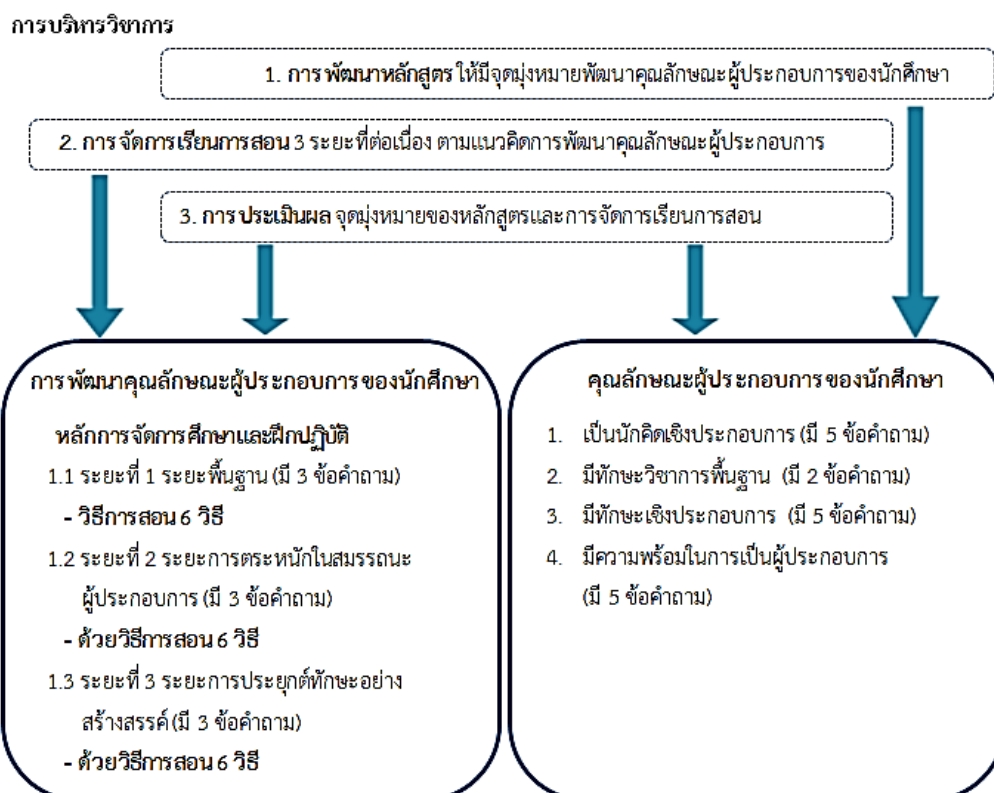 การบริหารวิชาการ
1. การพัฒนาหลักสูตร ให้มีจุดมุ่งหมายพัฒนาคุณลักษณะผู้ประกอบการของนักศึกษา
2. การจัดการเรียนการสอน 3 ระยะที่ต่อเนื่อง ตามแนวคิดการพัฒนาคุณลักษณะผู้ประกอบการ
3. การประเมินผล จุดมุ่งหมายของหลักสูตรและการจัดการเรียนการสอน
การพัฒนาคุณลักษณะผู้ประกอบการของนักศึกษา
หลักการจัดการศึกษาและฝึกปฏิบัติ
1.1 ระยะที่ 1 ระยะพื้นฐาน (มี 3 ข้อคำถาม)
- วิธีการสอน 6 วิธี
1.2 ระยะที่ 2 ระยะการตระหนักในสมรรถนะ
ผู้ประกอบการ (มี 3 ข้อคำถาม)
- ด้วยวิธีการสอน 6 วิธี
1.3 ระยะที่ 3 ระยะการประยุกต์ทักษะอย่าง
สร้างสรรค์ (มี 3 ข้อคำถาม)
- ด้วยวิธีการสอน 6 วิธี
คุณลักษณะผู้ประกอบการของนักศึกษา
1. เป็นนักคิดเชิงประกอบการ (มี 5 ข้อคำถาม)
2. มีทักษะวิชาการพื้นฐาน (มี 2 ข้อคำถาม)
3. มีทักษะเชิงประกอบการ (มี 5 ข้อคำถาม)
4. มีความพร้อมในการเป็นผู้ประกอบการ
(มี 5 ข้อคำถาม)